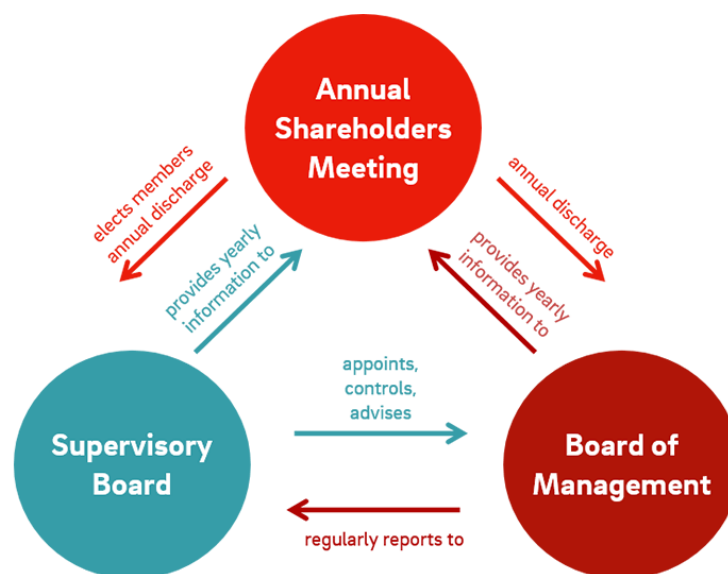 Annual
Shareholders
Meeting
elects members
annual discharge
provides yearly
information to
annual discharge
provides yearly
information to
appoints,
controls,
advises
Supervisory
Board
Board of
Management
regularly reports to